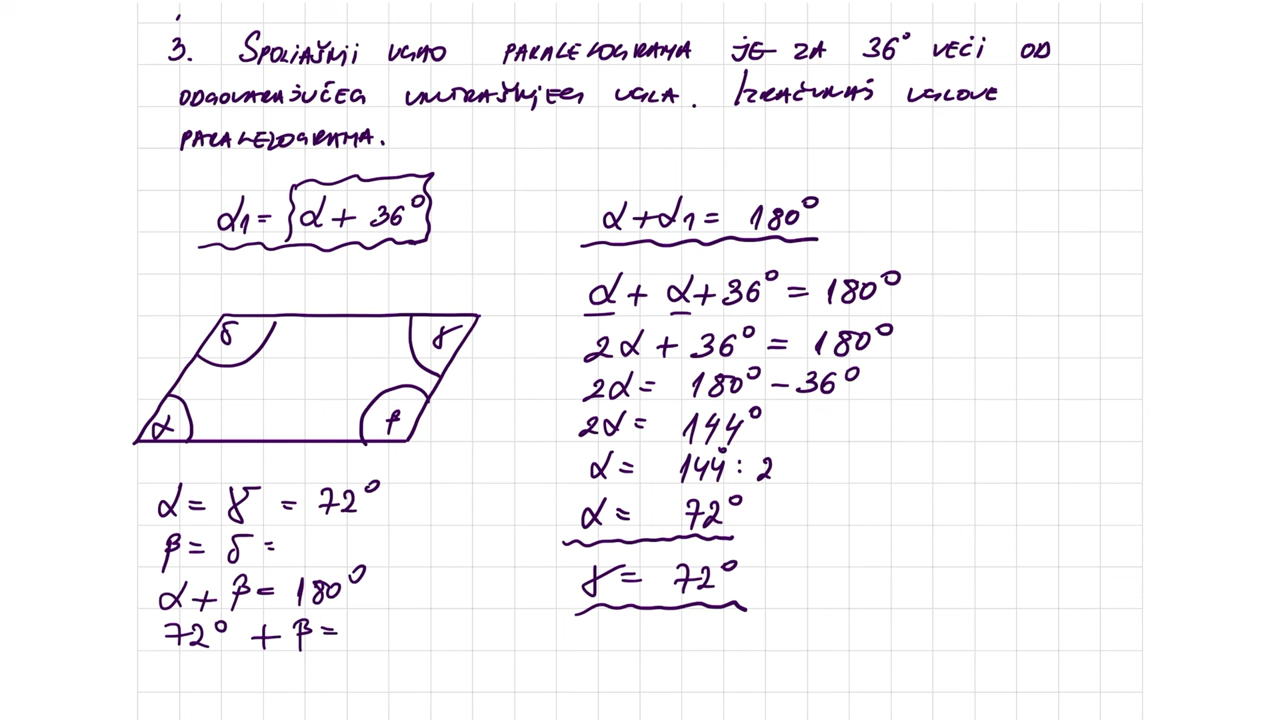 3. SPOLJAŠNJI UGAO PARALELOGRAMA JE ZA 36° VEĆI OD
ODGOVARAJUĆEG UNUTRAŠNJEG UGLA. IZRAČUNAŠ UGLOVE
PARALELOGRAMA.
α₁ = α + 36°
δ
γ
α
β
α = γ = 72°
β = δ =
α + β = 180°
72° + β =
α + α₁ = 180°
α + α + 36° = 180°
2α + 36° = 180°
2α = 180° - 36°
2α = 144°
α = 144° : 2
α = 72°
γ = 72°